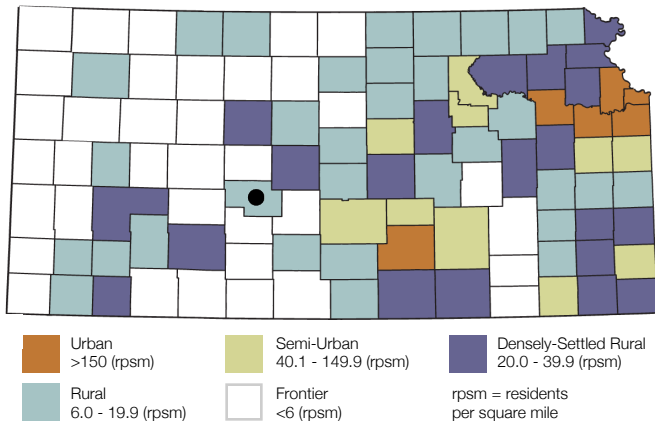 Urban
>150 (rpsm)
Semi-Urban
40.1 - 149.9 (rpsm)
Densely-Settled Rural
20.0 - 39.9 (rpsm)
Rural
6.0 - 19.9 (rpsm)
Frontier
<6 (rpsm)
rpsm = residents
per square mile